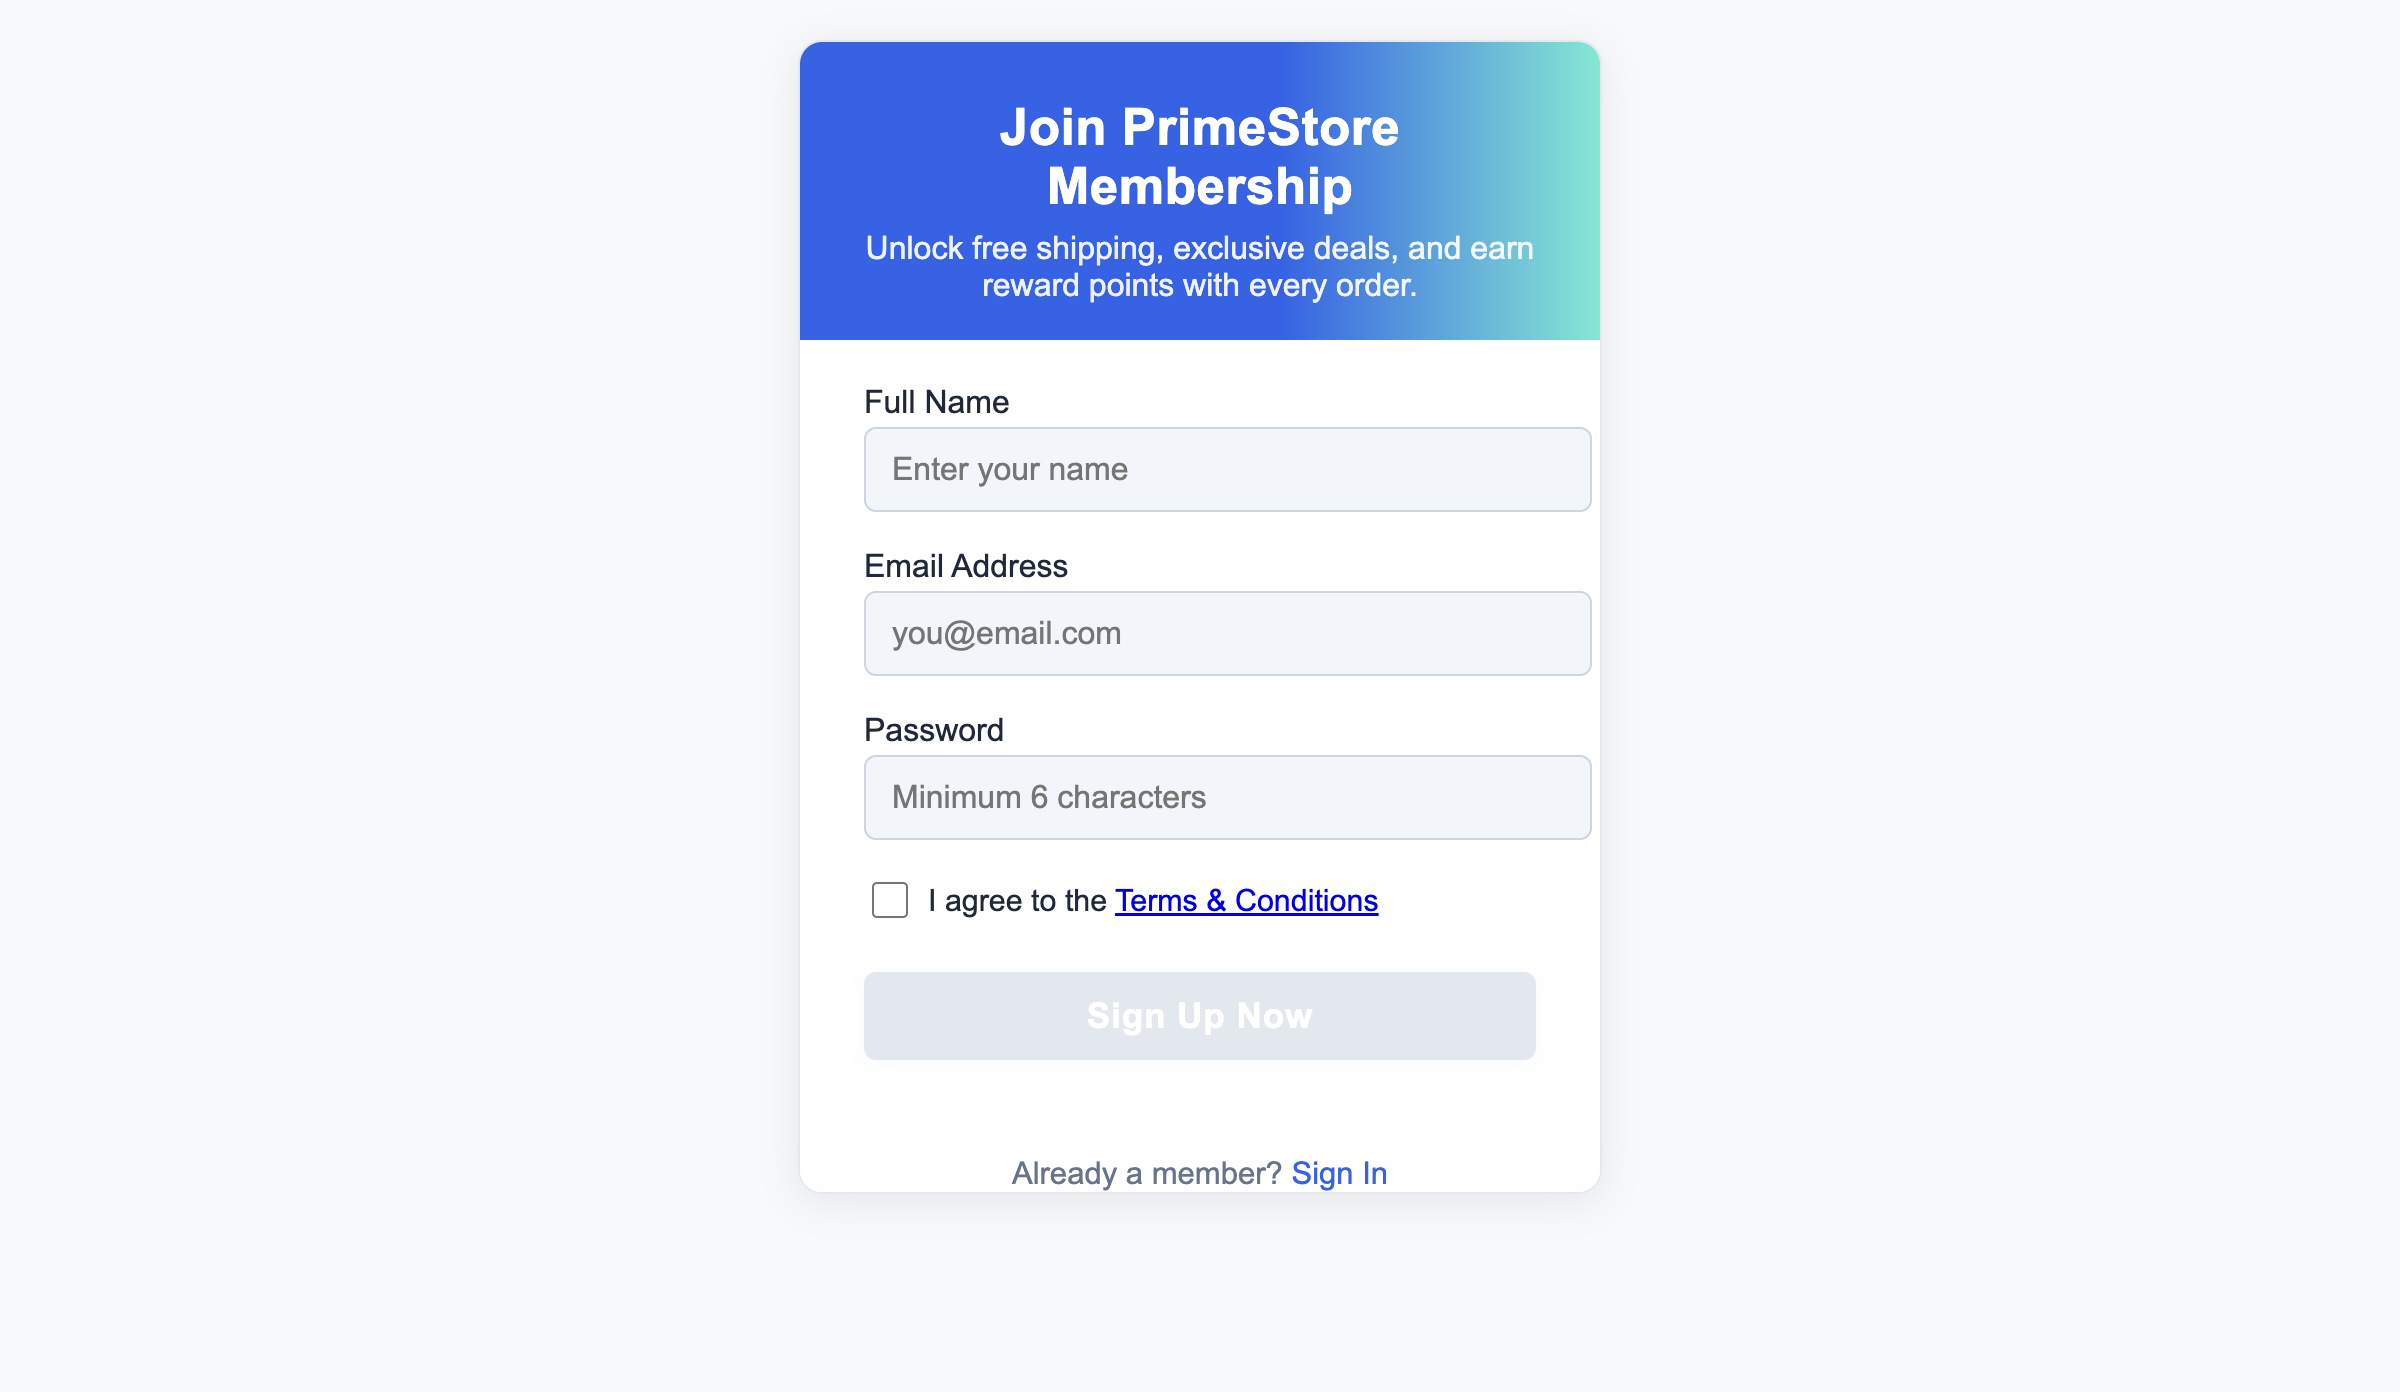 Join PrimeStore
Membership
Unlock free shipping, exclusive deals, and earn
reward points with every order.
Full Name
Enter your name
Email Address
you@email.com
Password
Minimum 6 characters
I agree to the Terms & Conditions
Sign Up Now
Already a member? Sign In